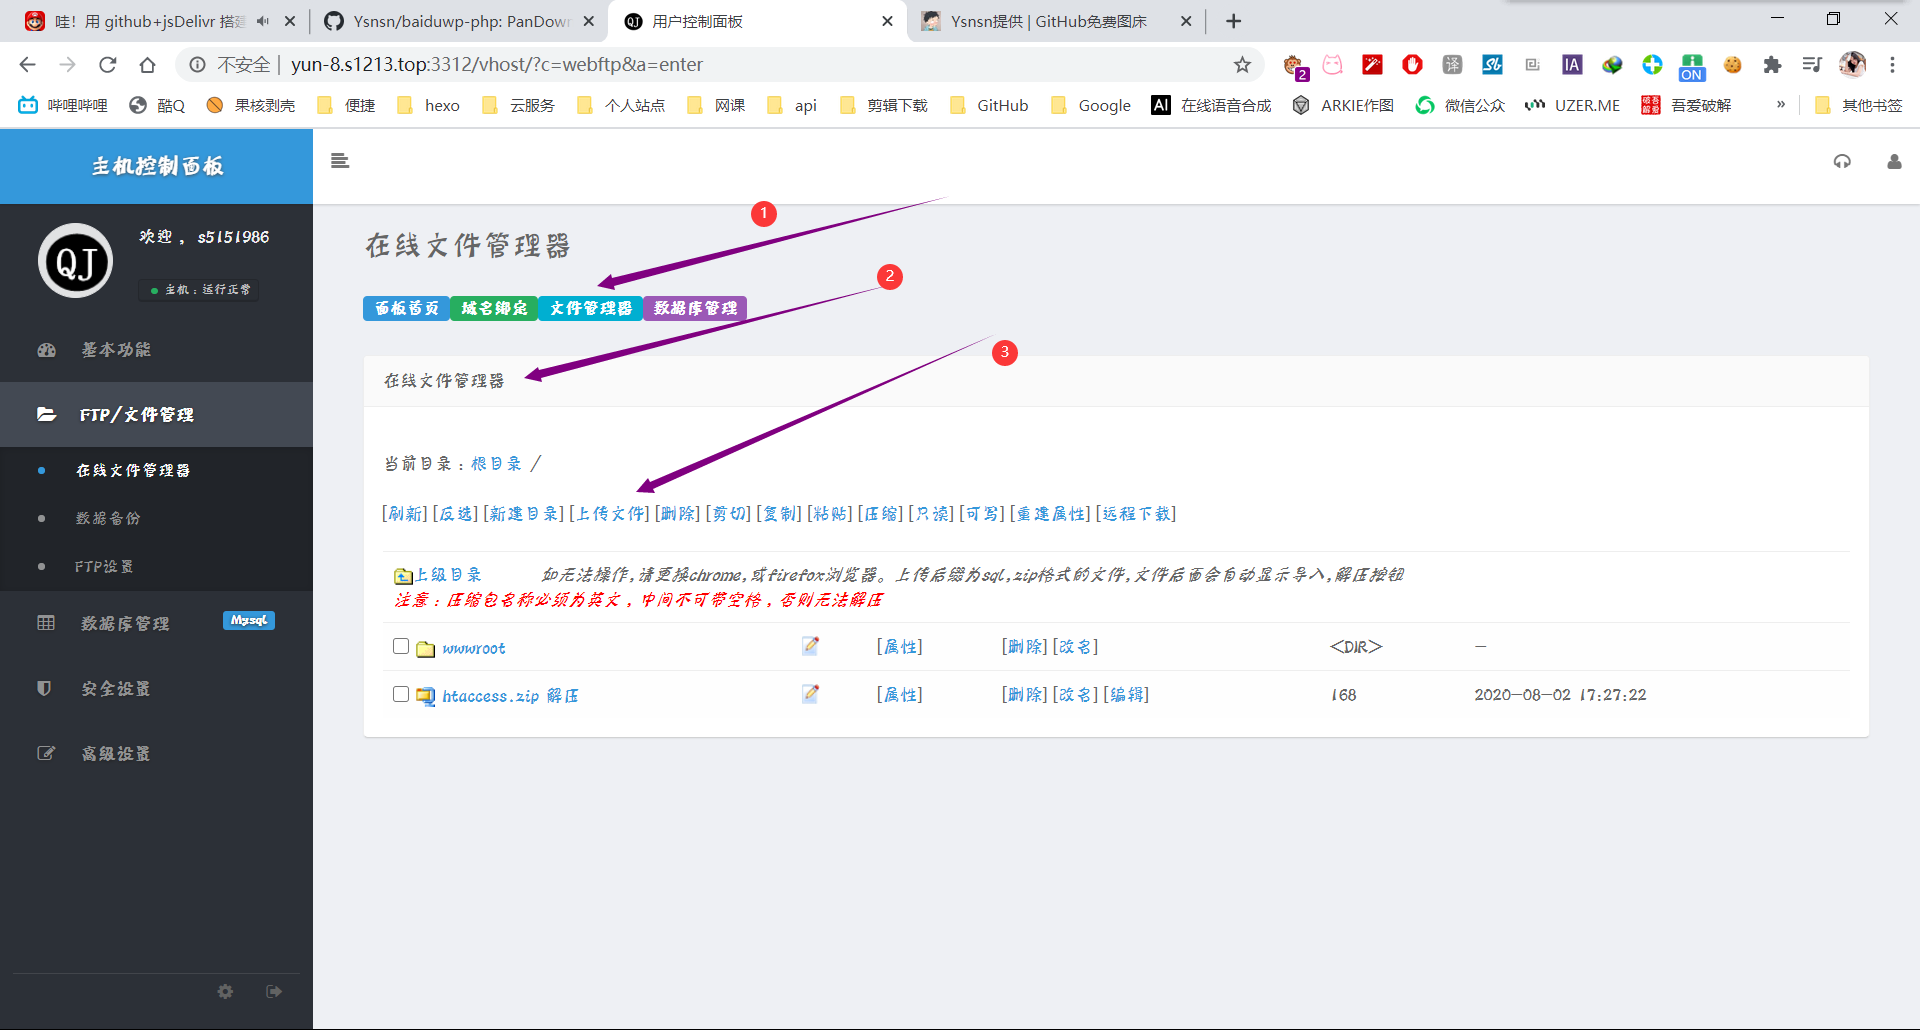 哇！用 github+jsDelivr 搭建
Ysnsn/baiduwp-php: PanDown
用户控制面板
Ysnsn提供 | GitHub免费图床
不安全 | yun-8.s1213.top:3312/vhost/?c=webftp&a=enter
2
译
ON
IA
哔哩哔哩
酷Q
果核剥壳
便捷
hexo
云服务
个人站点
网课
api
剪辑下载
GitHub
Google
AI 在线语音合成
ARKIE作图
微信公众
UZER.ME
吾爱破解
»
其他书签
主机控制面板
QJ
欢迎， s5151986
主机：运行正常
基本功能
FTP/文件管理
在线文件管理器
数据备份
FTP设置
数据库管理 Mysql
安全设置
高级设置
1
在线文件管理器
2
面板首页 域名绑定 文件管理器 数据库管理
3
在线文件管理器
当前目录：根目录 /
[刷新] [反选] [新建目录] [上传文件] [删除] [剪切] [复制] [粘贴] [压缩] [只读] [可写] [重建属性] [远程下载]
上级目录 如无法操作,请更换chrome,或firefox浏览器。上传后缀为sql,zip格式的文件,文件后面会自动显示导入,解压按钮
注意：压缩包名称必须为英文，中间不可带空格，否则无法解压
wwwroot [属性] [删除] [改名] <DIR> —
htaccess.zip 解压 [属性] [删除] [改名] [编辑] 168 2020-08-02 17:27:22